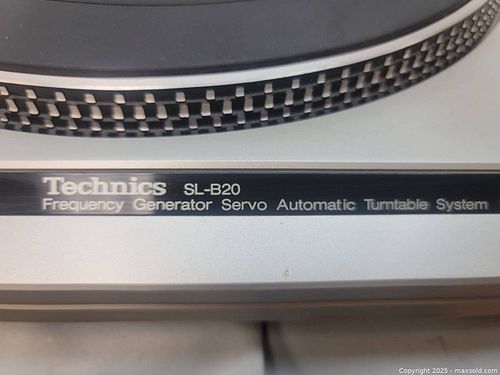 Technics SL-B20
Frequency Generator Servo Automatic Turntable System
Copyright 2025 - maxsold.com